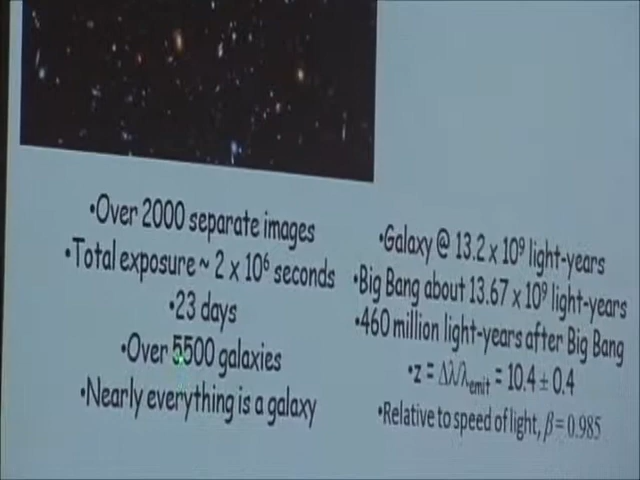 •Over 2000 separate images
•Total exposure ~ 2 x 10⁶ seconds
•23 days
•Over 5500 galaxies
•Nearly everything is a galaxy
•Galaxy @ 13.2 x 10⁹ light-years
•Big Bang about 13.67 x 10⁹ light-years
•460 million light-years after Big Bang
•z = Δλ/λemit = 10.4 ± 0.4
•Relative to speed of light, β = 0.985